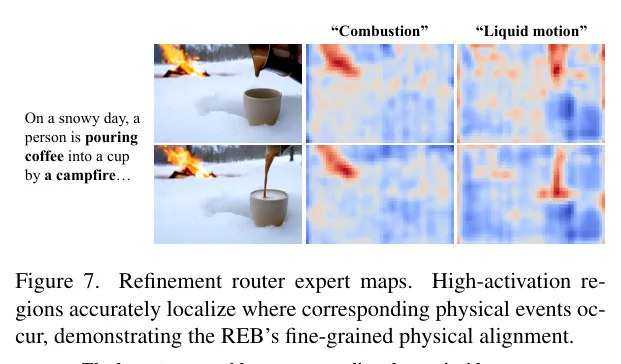 “Combustion” “Liquid motion”
On a snowy day, a
person is pouring
coffee into a cup
by a campfire…
Figure 7. Refinement router expert maps. High-activation re-
gions accurately localize where corresponding physical events oc-
cur, demonstrating the REB’s fine-grained physical alignment.